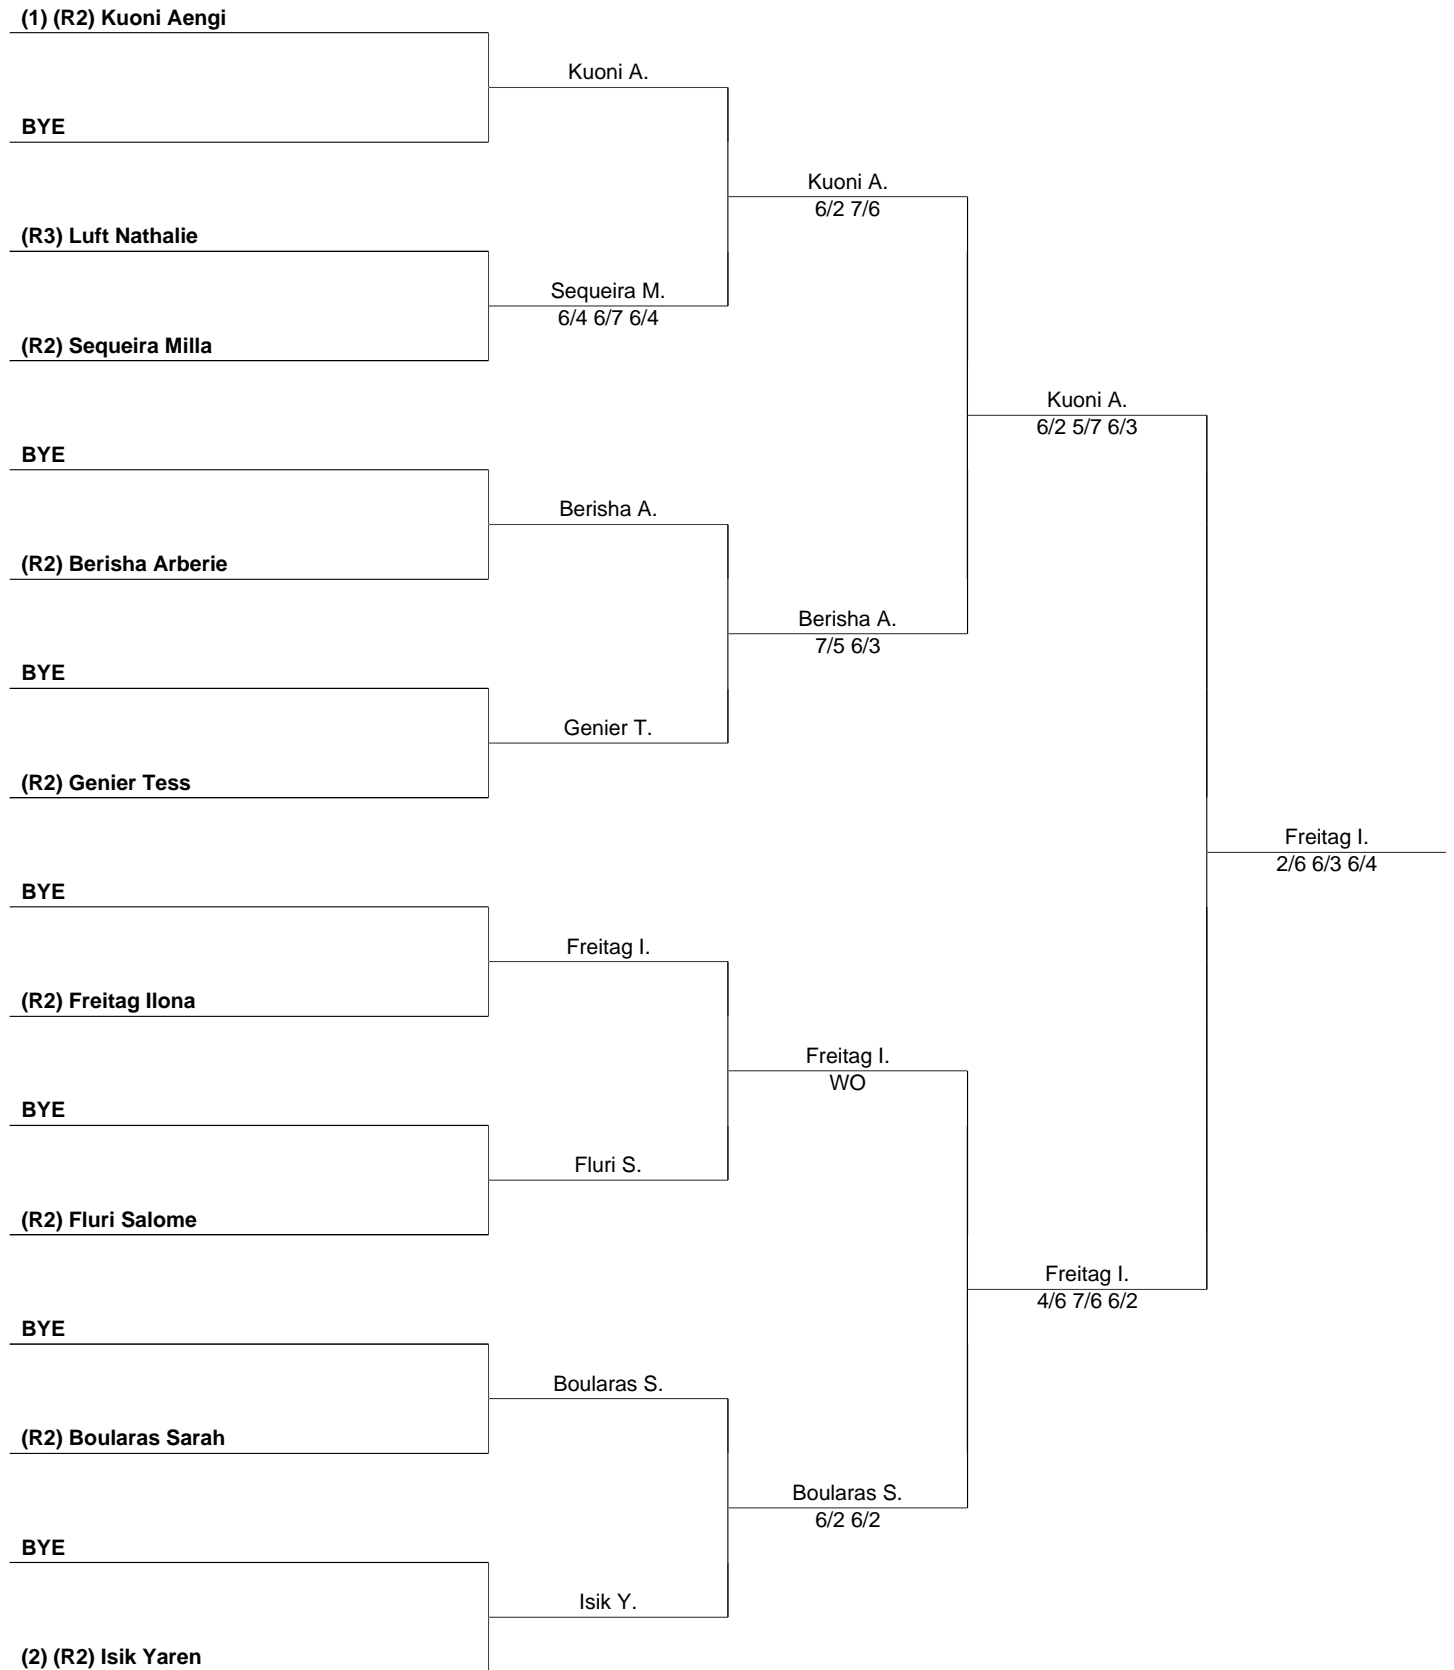 (1) (R2) Kuoni Aengi
Kuoni A.
BYE
Kuoni A.
6/2 7/6
(R3) Luft Nathalie
Sequeira M.
6/4 6/7 6/4
(R2) Sequeira Milla
Kuoni A.
6/2 5/7 6/3
BYE
Berisha A.
(R2) Berisha Arberie
Berisha A.
7/5 6/3
BYE
Genier T.
(R2) Genier Tess
Freitag I.
2/6 6/3 6/4
BYE
Freitag I.
(R2) Freitag Ilona
Freitag I.
WO
BYE
Fluri S.
(R2) Fluri Salome
Freitag I.
4/6 7/6 6/2
BYE
Boularas S.
(R2) Boularas Sarah
Boularas S.
6/2 6/2
BYE
Isik Y.
(2) (R2) Isik Yaren